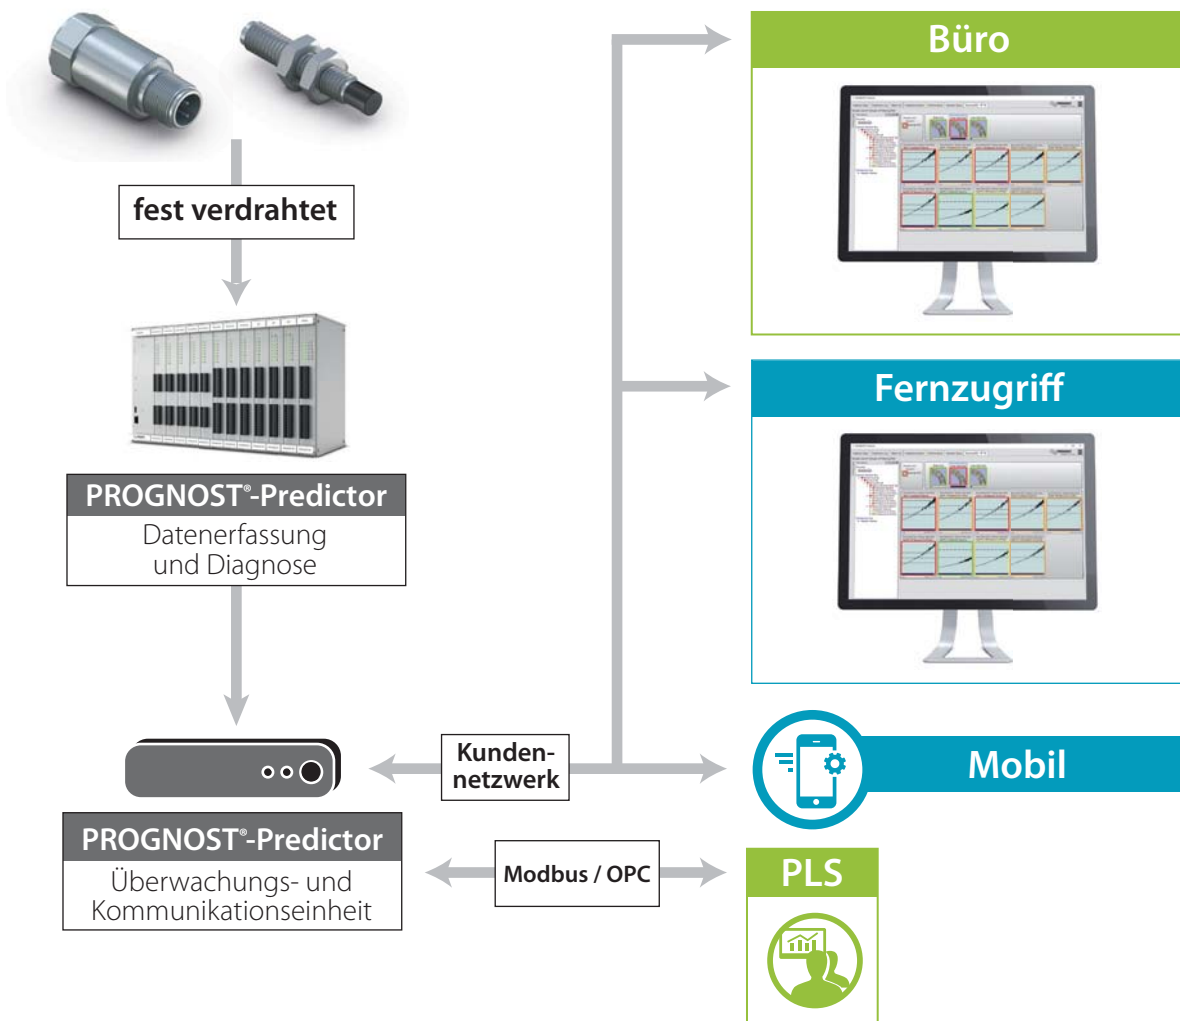 fest verdrahtet
PROGNOST®-Predictor
Datenerfassung
und Diagnose
PROGNOST®-Predictor
Überwachungs- und
Kommunikationseinheit
Kunden-
netzwerk
Modbus / OPC
Büro
Fernzugriff
Mobil
PLS